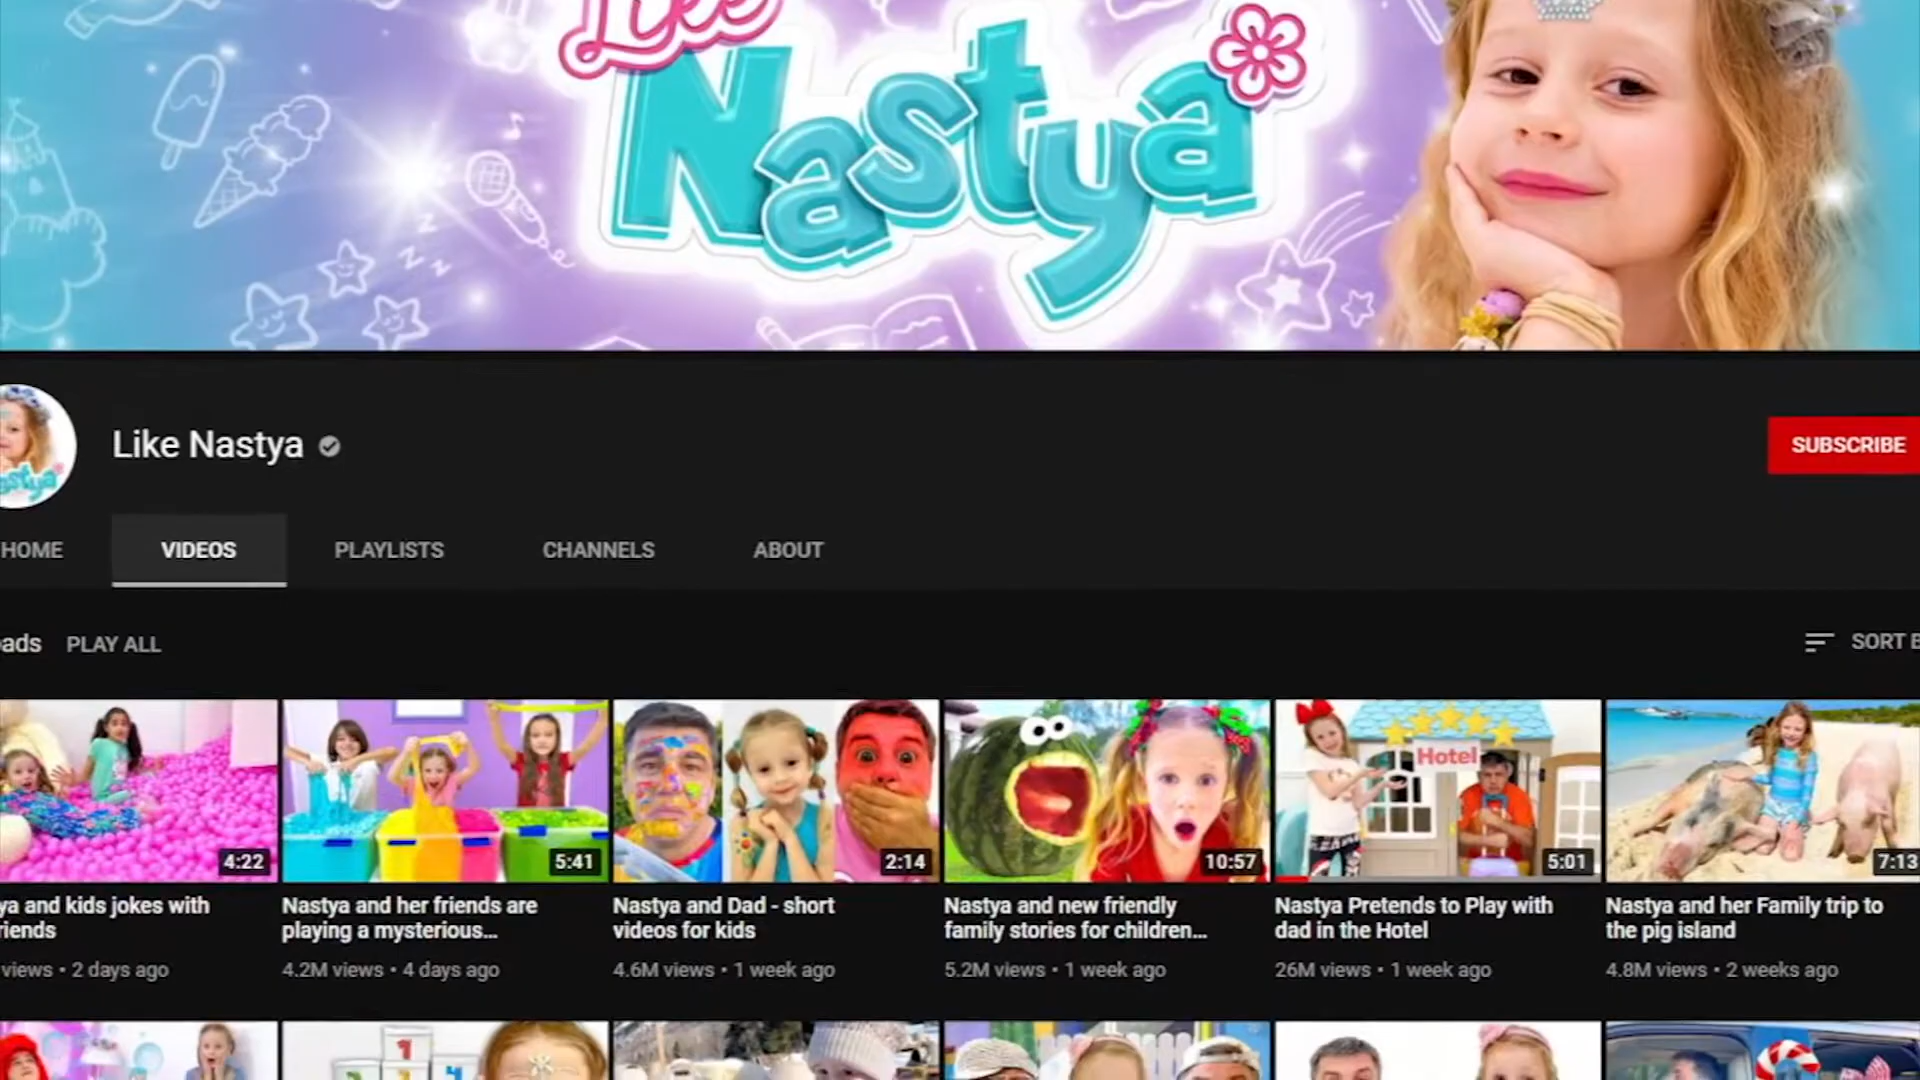 Like
Nastya
Like Nastya
SUBSCRIBE
HOME VIDEOS PLAYLISTS CHANNELS ABOUT
PLAY ALL SORT
Hotel
4:22 5:41 2:14 10:57 5:01 7:13
and kids jokes with
Nastya and her friends are
playing a mysterious...
Nastya and Dad - short
videos for kids
Nastya and new friendly
family stories for children...
Nastya Pretends to Play with
dad in the Hotel
Nastya and her Family trip to
the pig island
views • 2 days ago
4.2M views • 4 days ago
4.6M views • 1 week ago
5.2M views • 1 week ago
26M views • 1 week ago
4.8M views • 2 weeks ago
1